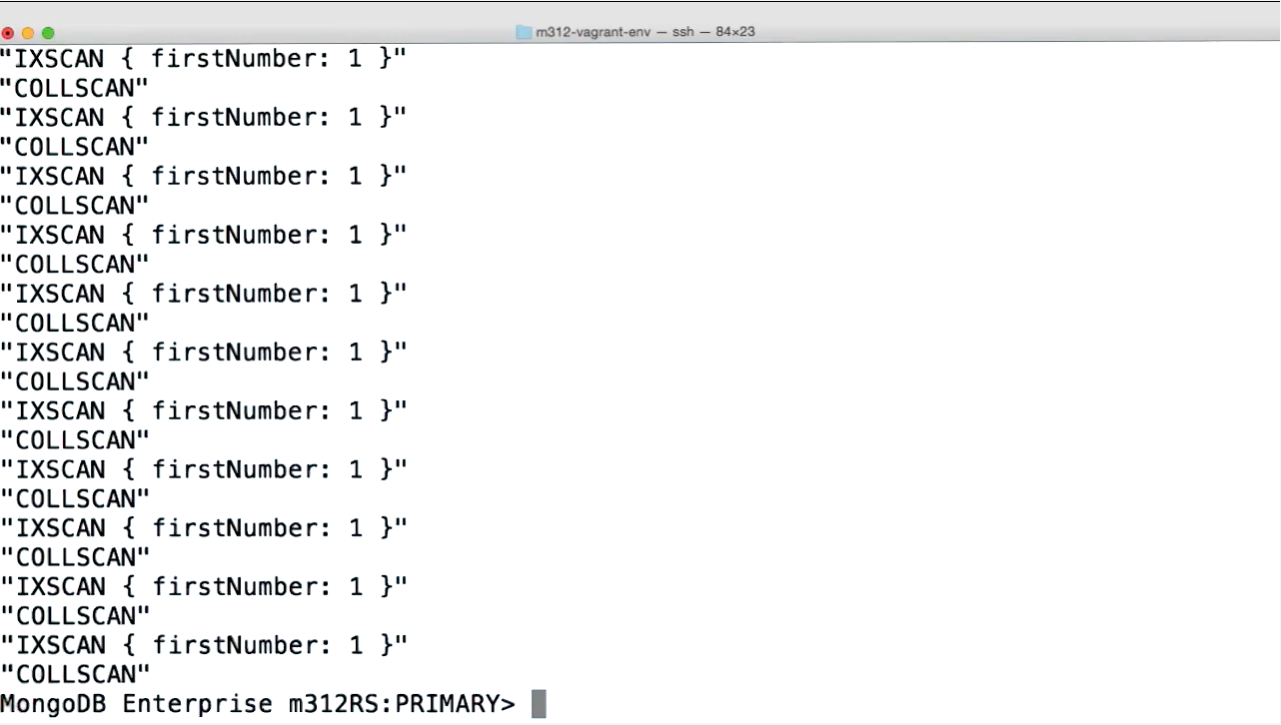 m312-vagrant-env — ssh — 84×23
"IXSCAN { firstNumber: 1 }"
"COLLSCAN"
"IXSCAN { firstNumber: 1 }"
"COLLSCAN"
"IXSCAN { firstNumber: 1 }"
"COLLSCAN"
"IXSCAN { firstNumber: 1 }"
"COLLSCAN"
"IXSCAN { firstNumber: 1 }"
"COLLSCAN"
"IXSCAN { firstNumber: 1 }"
"COLLSCAN"
"IXSCAN { firstNumber: 1 }"
"COLLSCAN"
"IXSCAN { firstNumber: 1 }"
"COLLSCAN"
"IXSCAN { firstNumber: 1 }"
"COLLSCAN"
"IXSCAN { firstNumber: 1 }"
"COLLSCAN"
"IXSCAN { firstNumber: 1 }"
"COLLSCAN"
MongoDB Enterprise m312RS:PRIMARY>